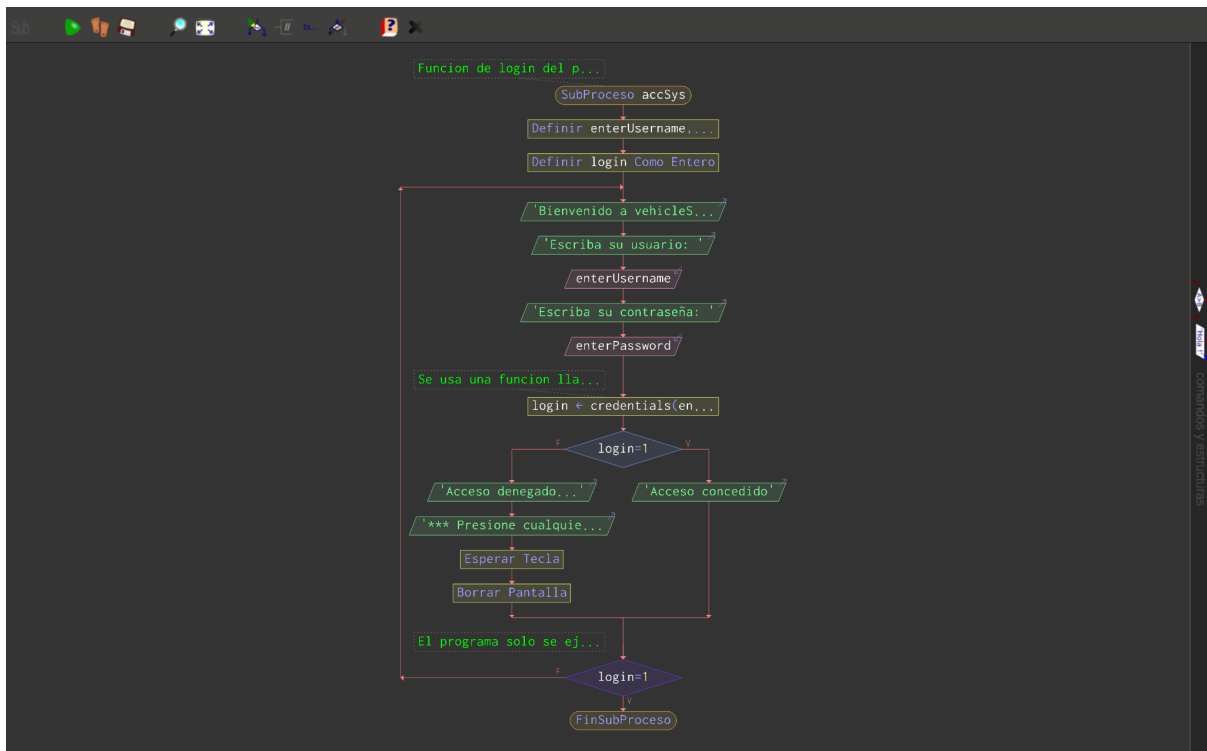 Sub
Funcion de login del p...
SubProceso accSys
Definir enterUsername,...
Definir login Como Entero
'Bienvenido a vehicleS...
'Escriba su usuario: '
enterUsername
'Escriba su contraseña: '
enterPassword
Se usa una funcion lla...
login ← credentials(en...
F
login=1
V
'Acceso denegado...'
'Acceso concedido'
'*** Presione cualquie...
Esperar Tecla
Borrar Pantalla
El programa solo se ej...
F
login=1
V
FinSubProceso
'Hola !'
comandos y estructuras